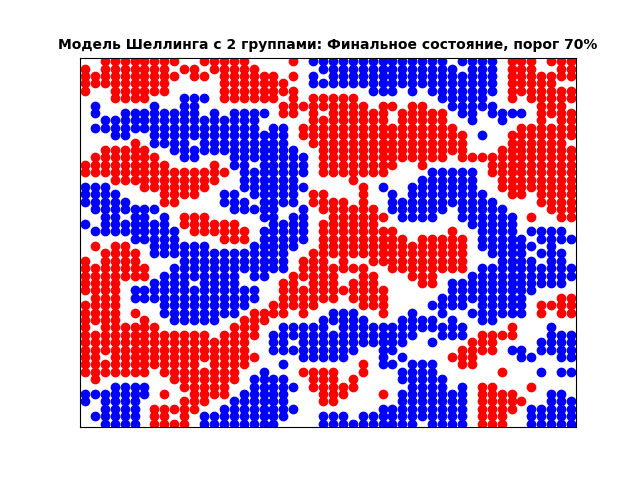 Модель Шеллинга с 2 группами: Финальное состояние, порог 70%